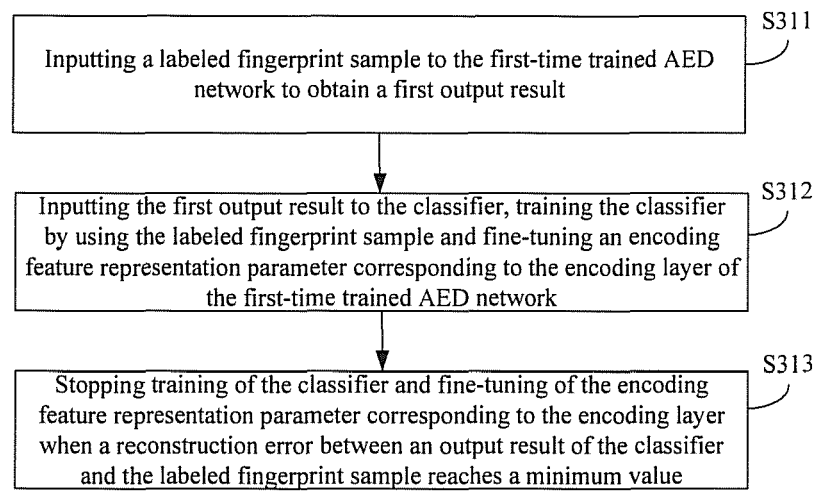 S311
Inputting a labeled fingerprint sample to the first-time trained AED
network to obtain a first output result
S312
Inputting the first output result to the classifier, training the classifier
by using the labeled fingerprint sample and fine-tuning an encoding
feature representation parameter corresponding to the encoding layer of
the first-time trained AED network
S313
Stopping training of the classifier and fine-tuning of the encoding
feature representation parameter corresponding to the encoding layer
when a reconstruction error between an output result of the classifier
and the labeled fingerprint sample reaches a minimum value